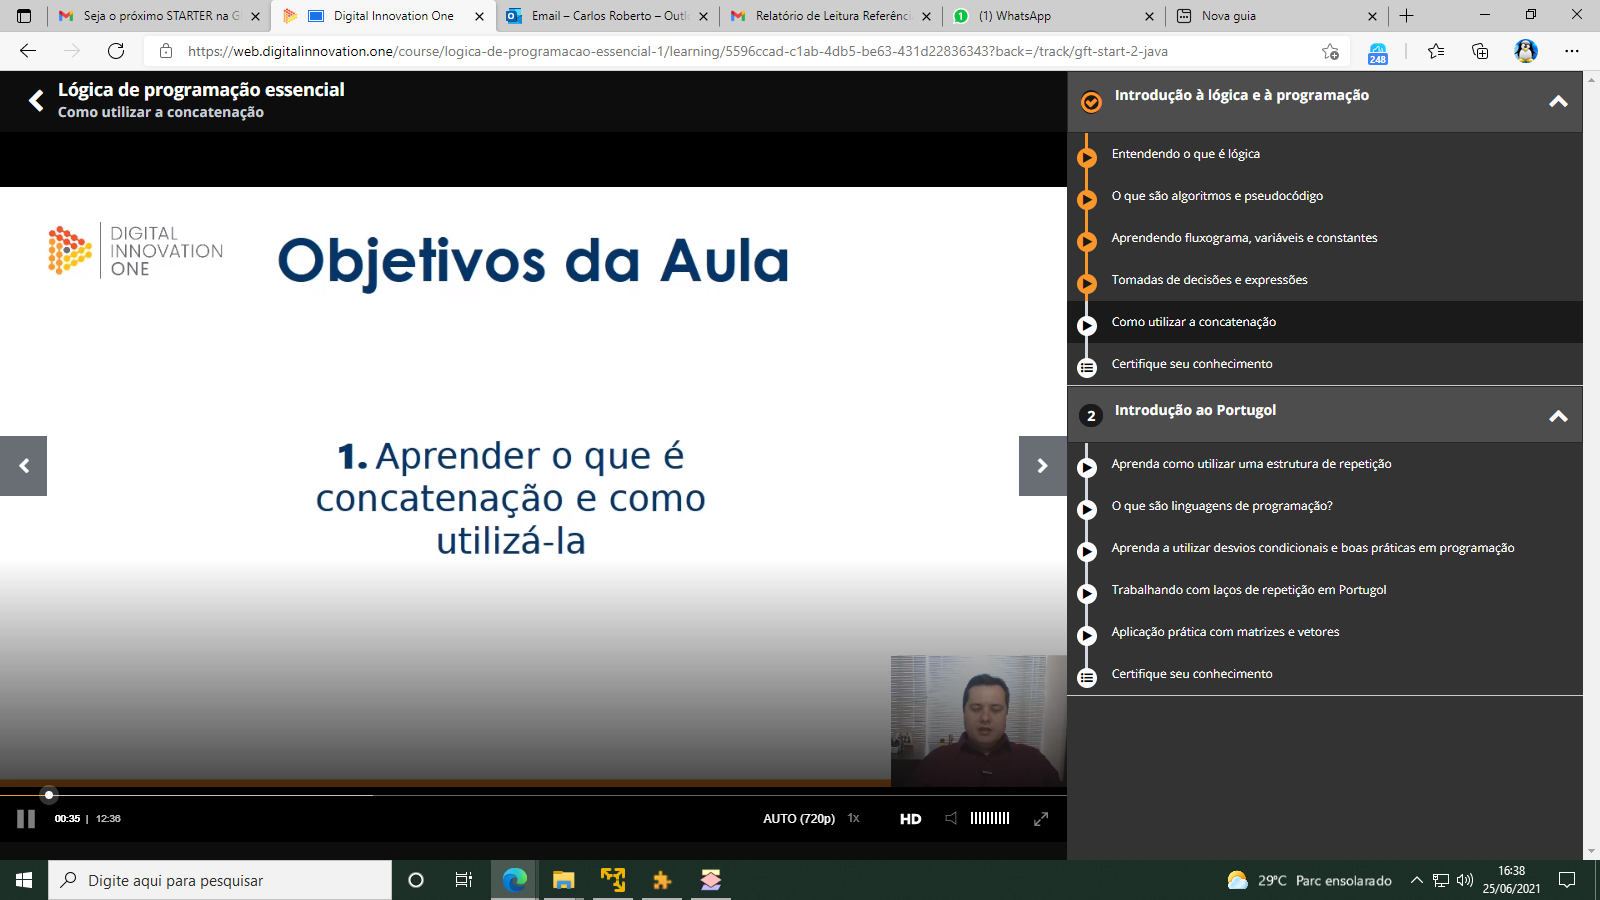 Seja o próximo STARTER na G
Digital Innovation One
Email – Carlos Roberto – Outl
Relatório de Leitura Referênci
(1) WhatsApp
Nova guia
https://web.digitalinnovation.one/course/logica-de-programacao-essencial-1/learning/5596ccad-c1ab-4db5-be63-431d22836343?back=/track/gft-start-2-java
248
Lógica de programação essencial
Como utilizar a concatenação
DIGITAL
INNOVATION
ONE
Objetivos da Aula
1. Aprender o que é
concatenação e como
utilizá-la
00:35 | 12:36
AUTO (720p) 1x HD
Introdução à lógica e à programação
Entendendo o que é lógica
O que são algoritmos e pseudocódigo
Aprendendo fluxograma, variáveis e constantes
Tomadas de decisões e expressões
Como utilizar a concatenação
Certifique seu conhecimento
2 Introdução ao Portugol
Aprenda como utilizar uma estrutura de repetição
O que são linguagens de programação?
Aprenda a utilizar desvios condicionais e boas práticas em programação
Trabalhando com laços de repetição em Portugol
Aplicação prática com matrizes e vetores
Certifique seu conhecimento
Digite aqui para pesquisar
29°C Parc ensolarado
16:38
25/06/2021